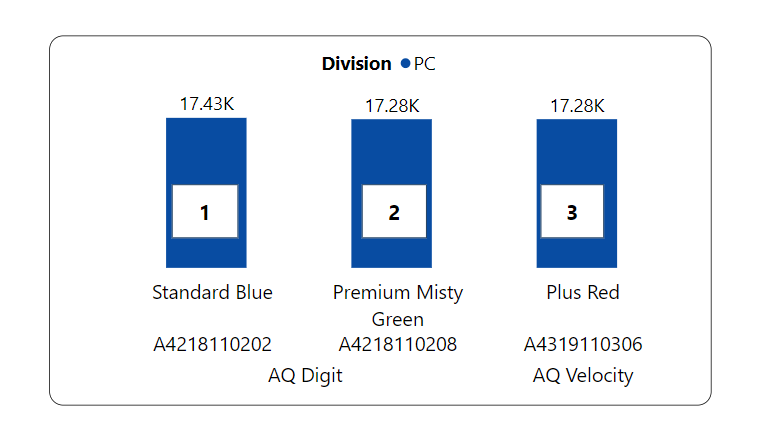 Division PC
17.43K 17.28K 17.28K
1 2 3
Standard Blue Premium Misty Plus Red
Green
A4218110202 A4218110208 A4319110306
AQ Digit AQ Velocity